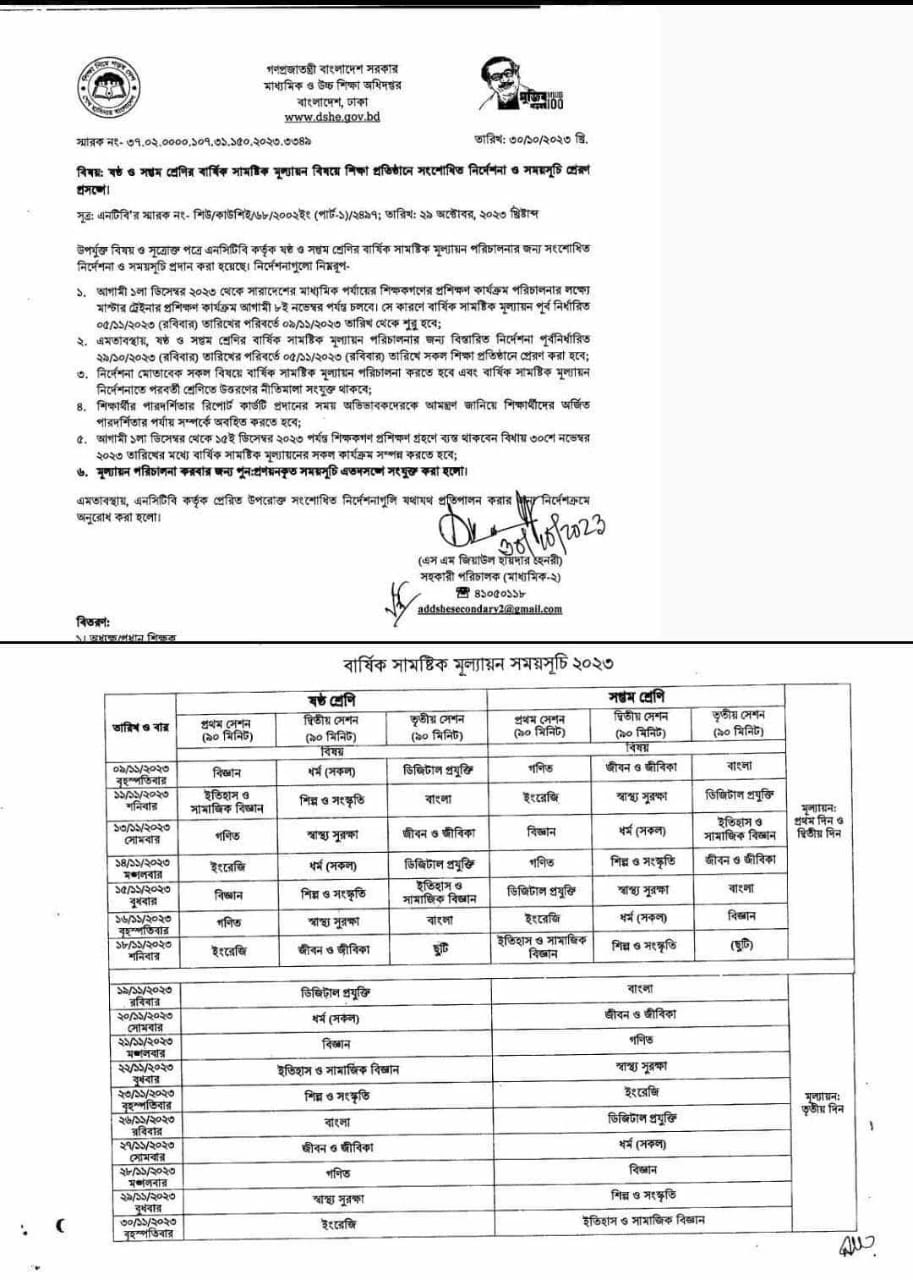 গণপ্রজাতন্ত্রী বাংলাদেশ সরকার
মাধ্যমিক ও উচ্চ শিক্ষা অধিদপ্তর
বাংলাদেশ, ঢাকা
www.dshe.gov.bd
স্মারক নং- ৩৭.০২.০০০০.১০৭.৩১.১৫০.২০২৩.৩৩৪৯
তারিখ: ৩০/১০/২০২৩ খ্রি.
বিষয়: ষষ্ঠ ও সপ্তম শ্রেণির বার্ষিক সামষ্টিক মূল্যায়ন বিষয়ে শিক্ষা প্রতিষ্ঠানে সংশোধিত নির্দেশনা ও সময়সূচি প্রেরণ
প্রসঙ্গে।
সূত্র: এনটিবি'র স্মারক নং- শিউ/কাউশিই/৬৮/২০০২ইং (পার্ট-১)/২৪৯৭; তারিখ: ২৯ অক্টোবর, ২০২৩ খ্রিষ্টাব্দ
উপর্যুক্ত বিষয় ও সূত্রোক্ত পত্রে এনসিটিবি কর্তৃক ষষ্ঠ ও সপ্তম শ্রেণির বার্ষিক সামষ্টিক মূল্যায়ন পরিচালনার জন্য সংশোধিত
নির্দেশনা ও সময়সূচি প্রদান করা হয়েছে। নির্দেশনাগুলো নিম্নরূপ-
১। আগামী ১লা ডিসেম্বর ২০২৩ থেকে সারাদেশের মাধ্যমিক পর্যায়ের শিক্ষকগণের প্রশিক্ষণ কার্যক্রম পরিচালনার লক্ষ্যে
মাস্টার ট্রেইনার প্রশিক্ষণ কার্যক্রম আগামী ৮ই নভেম্বর পর্যন্ত চলবে। সে কারণে বার্ষিক সামষ্টিক মূল্যায়ন পূর্ব নির্ধারিত
০৫/১১/২০২৩ (রবিবার) তারিখের পরিবর্তে ০৯/১১/২০২৩ তারিখ থেকে শুরু হবে;
২. এমতাবস্থায়, ষষ্ঠ ও সপ্তম শ্রেণির বার্ষিক সামষ্টিক মূল্যায়ন পরিচালনার জন্য বিস্তারিত নির্দেশনা পূর্বনির্ধারিত
২৯/১০/২০২৩ (রবিবার) তারিখের পরিবর্তে ০৫/১১/২০২৩ (রবিবার) তারিখে সকল শিক্ষা প্রতিষ্ঠানে প্রেরণ করা হবে;
৩. নির্দেশনা মোতাবেক সকল বিষয়ে বার্ষিক সামষ্টিক মূল্যায়ন পরিচালনা করতে হবে এবং বার্ষিক সামষ্টিক মূল্যায়ন
নির্দেশনাতে পরবর্তী শ্রেণিতে উত্তরণের নীতিমালা সংযুক্ত থাকবে;
৪. শিক্ষার্থীর পারদর্শিতার রিপোর্ট কার্ডটি প্রদানের সময় অভিভাবকদেরকে আমন্ত্রণ জানিয়ে শিক্ষার্থীদের অর্জিত
পারদর্শিতার পর্যায় সম্পর্কে অবহিত করতে হবে;
৫. আগামী ১লা ডিসেম্বর থেকে ১৫ই ডিসেম্বর ২০২৩ পর্যন্ত শিক্ষকগণ প্রশিক্ষণ গ্রহণে ব্যস্ত থাকবেন বিধায় ৩০শে নভেম্বর
২০২৩ তারিখের মধ্যে বার্ষিক সামষ্টিক মূল্যায়নের সকল কার্যক্রম সম্পন্ন করতে হবে;
৬. মূল্যায়ন পরিচালনা করবার জন্য পুন:প্রণয়নকৃত সময়সূচি এতদসঙ্গে সংযুক্ত করা হলো।
এমতাবস্থায়, এনসিটিবি কর্তৃক প্রেরিত উপরোক্ত সংশোধিত নির্দেশনাগুলি যথাযথ প্রতিপালন করার জন্য নির্দেশক্রমে
অনুরোধ করা হলো।
৩০/১০/২০২৩
(এস এম জিয়াউল হায়দার হেনরী)
সহকারী পরিচালক (মাধ্যমিক-২)
☎ ৪১০৫০১১৮
addshesecondary2@gmail.com
বিতরণ:
১। অধ্যক্ষ/প্রধান শিক্ষক
বার্ষিক সামষ্টিক মূল্যায়ন সময়সূচি ২০২৩
তারিখ ও বার ষষ্ঠ শ্রেণি সপ্তম শ্রেণি
প্রথম সেশন (৯০ মিনিট) দ্বিতীয় সেশন (৯০ মিনিট) তৃতীয় সেশন (৯০ মিনিট) প্রথম সেশন (৯০ মিনিট) দ্বিতীয় সেশন (৯০ মিনিট) তৃতীয় সেশন (৯০ মিনিট)
বিষয় বিষয়
০৯/১১/২০২৩ বৃহস্পতিবার বিজ্ঞান ধর্ম (সকল) ডিজিটাল প্রযুক্তি গণিত জীবন ও জীবিকা বাংলা
১১/১১/২০২৩ শনিবার ইতিহাস ও সামাজিক বিজ্ঞান শিল্প ও সংস্কৃতি বাংলা ইংরেজি স্বাস্থ্য সুরক্ষা ডিজিটাল প্রযুক্তি
১৩/১১/২০২৩ সোমবার গণিত স্বাস্থ্য সুরক্ষা জীবন ও জীবিকা বিজ্ঞান ধর্ম (সকল) ইতিহাস ও সামাজিক বিজ্ঞান
মূল্যায়ন: প্রথম দিন ও দ্বিতীয় দিন
১৪/১১/২০২৩ মঙ্গলবার ইংরেজি ধর্ম (সকল) ডিজিটাল প্রযুক্তি গণিত শিল্প ও সংস্কৃতি জীবন ও জীবিকা
১৫/১১/২০২৩ বুধবার বিজ্ঞান শিল্প ও সংস্কৃতি ইতিহাস ও সামাজিক বিজ্ঞান ডিজিটাল প্রযুক্তি স্বাস্থ্য সুরক্ষা বাংলা
১৬/১১/২০২৩ বৃহস্পতিবার গণিত স্বাস্থ্য সুরক্ষা বাংলা ইংরেজি ধর্ম (সকল) বিজ্ঞান
১৮/১১/২০২৩ শনিবার ইংরেজি জীবন ও জীবিকা ছুটি ইতিহাস ও সামাজিক বিজ্ঞান শিল্প ও সংস্কৃতি (ছুটি)
১৯/১১/২০২৩ রবিবার ডিজিটাল প্রযুক্তি বাংলা
২০/১১/২০২৩ সোমবার ধর্ম (সকল) জীবন ও জীবিকা
২১/১১/২০২৩ মঙ্গলবার বিজ্ঞান গণিত
২২/১১/২০২৩ বুধবার ইতিহাস ও সামাজিক বিজ্ঞান স্বাস্থ্য সুরক্ষা
২৩/১১/২০২৩ বৃহস্পতিবার শিল্প ও সংস্কৃতি ইংরেজি
মূল্যায়ন: তৃতীয় দিন
২৬/১১/২০২৩ রবিবার বাংলা ডিজিটাল প্রযুক্তি
২৭/১১/২০২৩ সোমবার জীবন ও জীবিকা ধর্ম (সকল)
২৮/১১/২০২৩ মঙ্গলবার গণিত বিজ্ঞান
২৯/১১/২০২৩ বুধবার স্বাস্থ্য সুরক্ষা শিল্প ও সংস্কৃতি
৩০/১১/২০২৩ বৃহস্পতিবার ইংরেজি ইতিহাস ও সামাজিক বিজ্ঞান